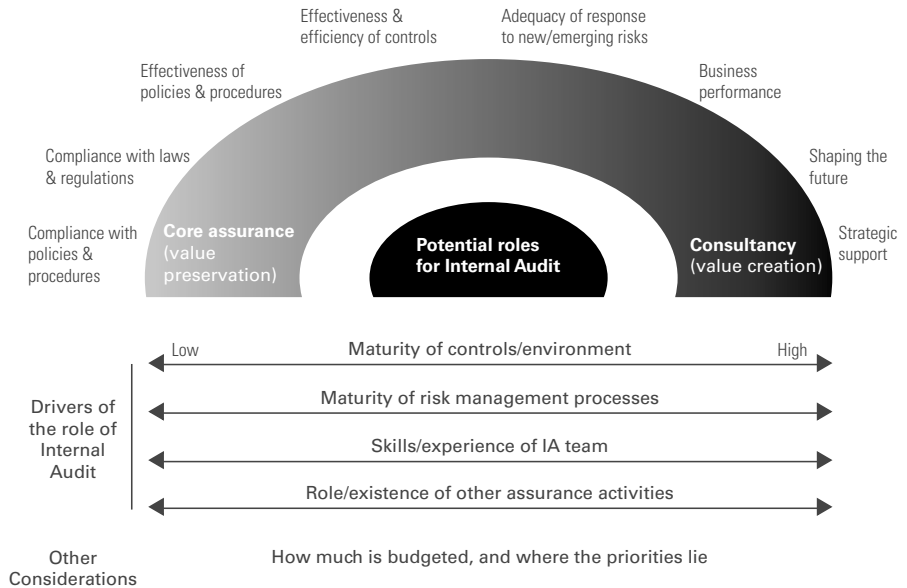 Effectiveness &
efficiency of controls
Adequacy of response
to new/emerging risks
Effectiveness of
policies & procedures
Business
performance
Compliance with laws
& regulations
Shaping the
future
Compliance with
policies &
procedures
Core assurance
(value
preservation)
Potential roles
for Internal Audit
Consultancy
(value creation)
Strategic
support
Low
Maturity of controls/environment
High
Drivers of
the role of
Internal
Audit
Maturity of risk management processes
Skills/experience of IA team
Role/existence of other assurance activities
Other
Considerations
How much is budgeted, and where the priorities lie